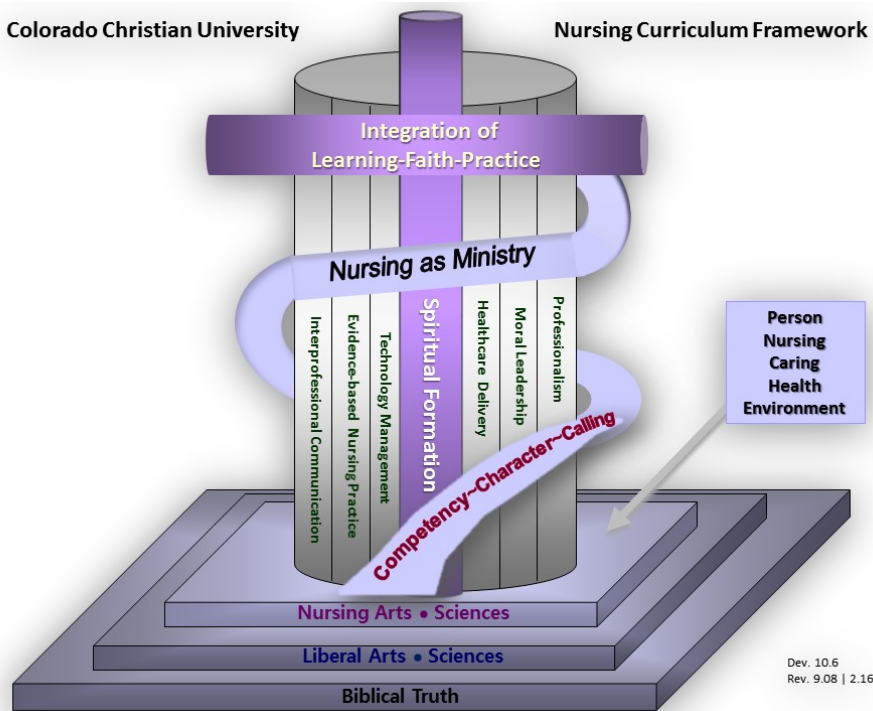 Colorado Christian University
Nursing Curriculum Framework
Integration of
Learning-Faith-Practice
Nursing as Ministry
Interprofessional Communication
Evidence-based Nursing Practice
Technology Management
Spiritual Formation
Healthcare Delivery
Moral Leadership
Professionalism
Competency~Character~Calling
Person
Nursing
Caring
Health
Environment
Nursing Arts • Sciences
Liberal Arts • Sciences
Biblical Truth
Dev. 10.6
Rev. 9.08 | 2.16